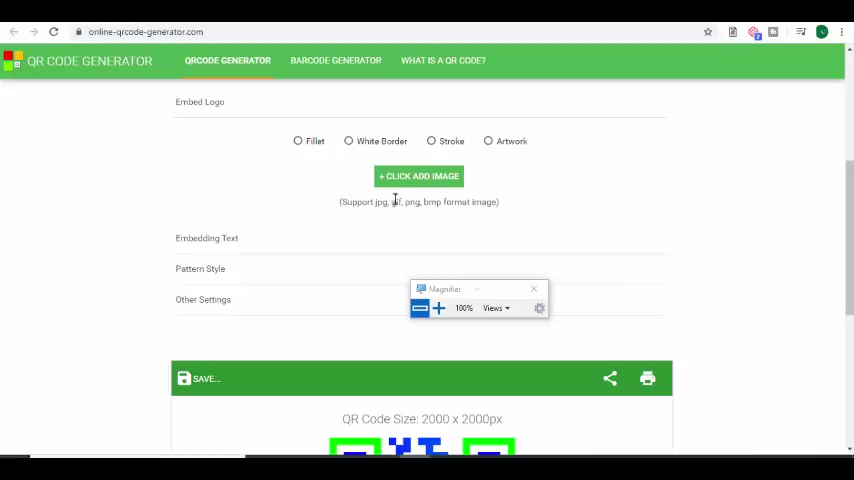 online-qrcode-generator.com
QR CODE GENERATOR QRCODE GENERATOR BARCODE GENERATOR WHAT IS A QR CODE?
Embed Logo
Fillet White Border Stroke Artwork
+ CLICK ADD IMAGE
(Support jpg, gif, png, bmp format image)
Embedding Text
Pattern Style
Magnifier
Other Settings
100% Views
SAVE...
QR Code Size: 2000 x 2000px